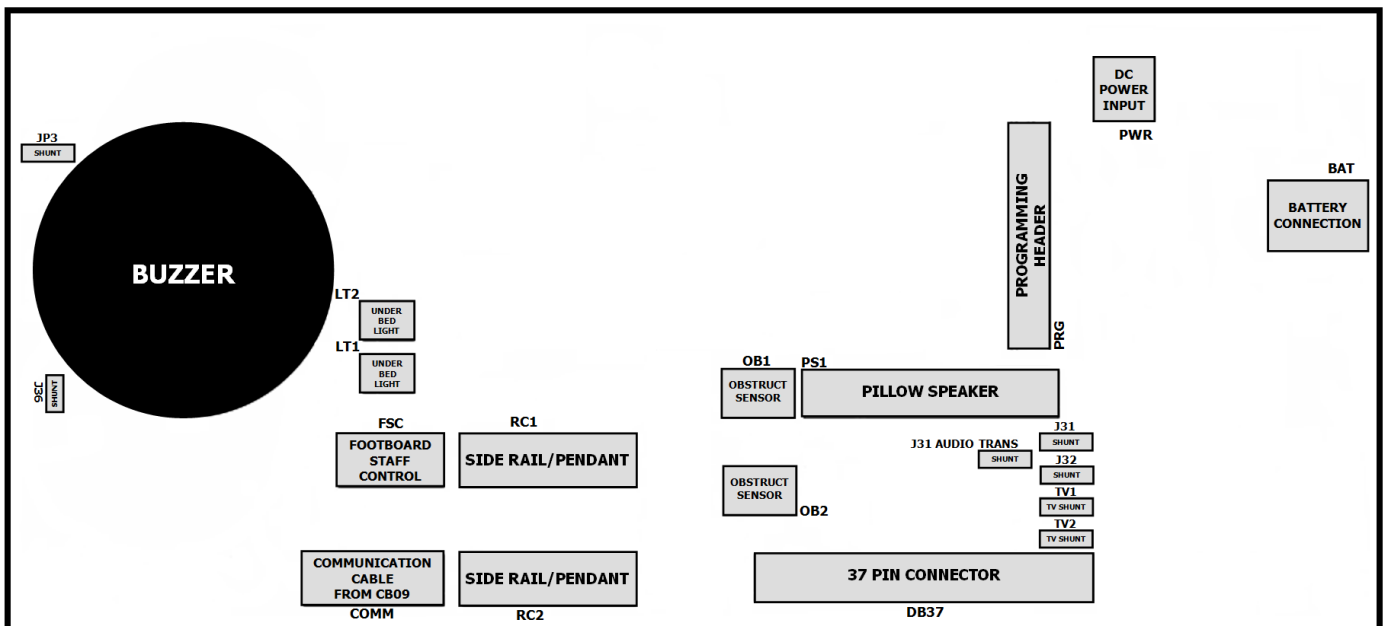 DC
POWER
INPUT
PWR
JP3
SHUNT
BUZZER
PROGRAMMING
HEADER
PRG
BAT
BATTERY
CONNECTION
LT2
UNDER
BED
LIGHT
LT1
UNDER
BED
LIGHT
J36
SHUNT
OB1
OBSTRUCT
SENSOR
PS1
PILLOW SPEAKER
FSC
FOOTBOARD
STAFF
CONTROL
RC1
SIDE RAIL/PENDANT
J31 AUDIO TRANS
SHUNT
J31
SHUNT
J32
SHUNT
OBSTRUCT
SENSOR
OB2
TV1
TV SHUNT
TV2
TV SHUNT
COMMUNICATION
CABLE
FROM CB09
COMM
SIDE RAIL/PENDANT
RC2
37 PIN CONNECTOR
DB37